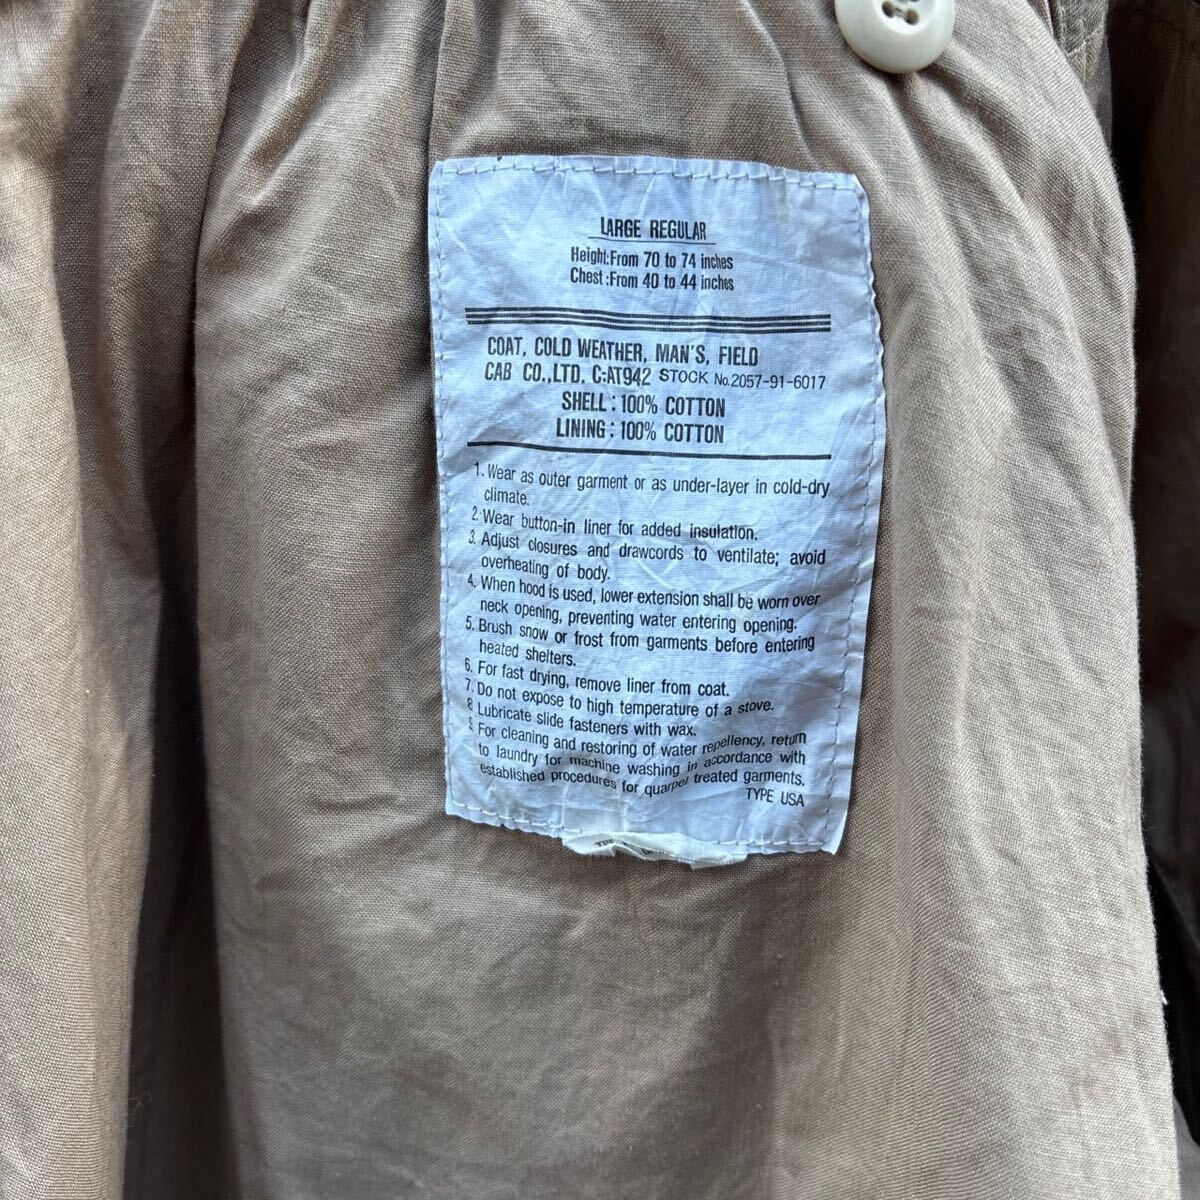 LARGE REGULAR
Height:From 70 to 74 inches
Chest:From 40 to 44 inches
COAT, COLD WEATHER, MAN'S, FIELD
CAB CO.,LTD. C:AT942 STOCK No.2057-91-6017
SHELL : 100% COTTON
LINING : 100% COTTON
1. Wear as outer garment or as under-layer in cold-dry
climate.
2. Wear button-in liner for added insulation.
3. Adjust closures and drawcords to ventilate; avoid
overheating of body.
4. When hood is used, lower extension shall be worn over
neck opening, preventing water entering opening.
5. Brush snow or frost from garments before entering
heated shelters.
6. For fast drying, remove liner from coat.
7. Do not expose to high temperature of a stove.
8 Lubricate slide fasteners with wax.
9 For cleaning and restoring of water repellency, return
to laundry for machine washing in accordance with
established procedures for quarpel treated garments.
TYPE USA